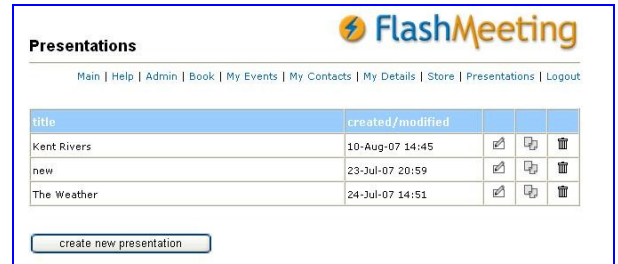 FlashMeeting
Presentations
Main | Help | Admin | Book | My Events | My Contacts | My Details | Store | Presentations | Logout
title created/modified
Kent Rivers 10-Aug-07 14:45
new 23-Jul-07 20:59
The Weather 24-Jul-07 14:51
create new presentation